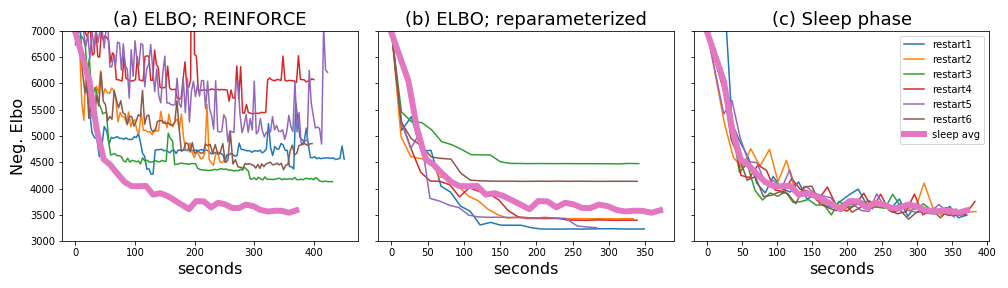 (a) ELBO; REINFORCE
(b) ELBO; reparameterized
(c) Sleep phase
Neg. Elbo
7000
6500
6000
5500
5000
4500
4000
3500
3000
restart1
restart2
restart3
restart4
restart5
restart6
sleep avg
0 100 200 300 400
0 50 100 150 200 250 300 350
0 50 100 150 200 250 300 350 400
seconds
seconds
seconds